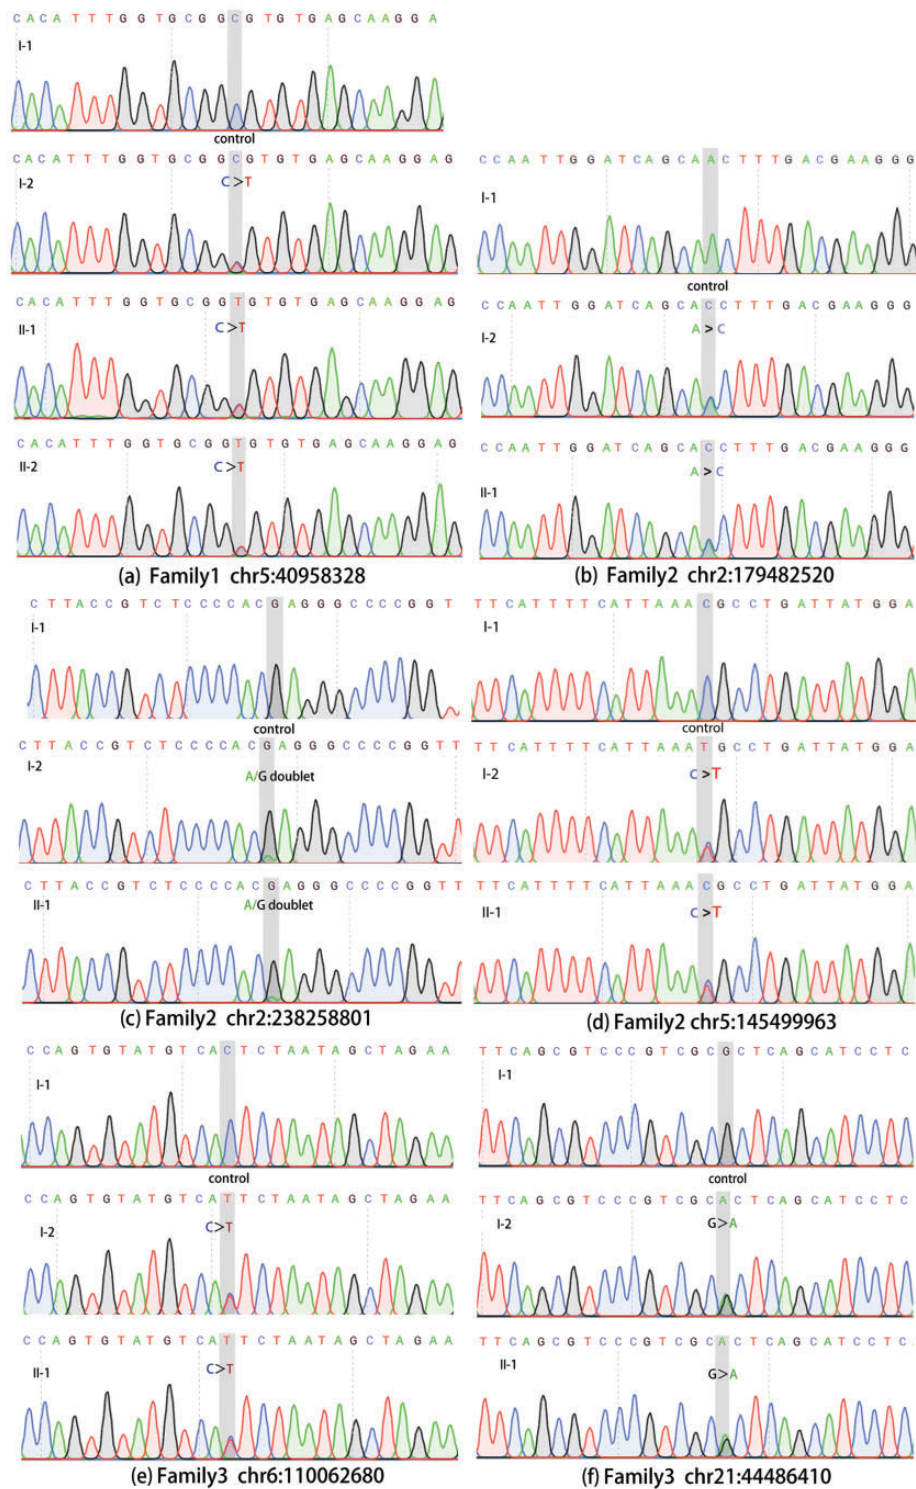 C A C A T T T G G T G C G G C G T G T G A G C A A G G A
I-1
control
C A C A T T T G G T G C G G C G T G T G A G C A A G G A G
I-2
C > T
C A C A T T T G G T G C G G T G T G T G A G C A A G G A G
II-1
C > T
C A C A T T T G G T G C G G T G T G T G A G C A A G G A G
II-2
C > T
(a) Family1 chr5:40958328
C C A A T T G G A T C A G C A A C T T T G A C G A A G G G
I-1
control
C C A A T T G G A T C A G C A C C T T T G A C G A A G G G
I-2
A > C
C C A A T T G G A T C A G C A C C T T T G A C G A A G G G
II-1
A > C
(b) Family2 chr2:179482520
C T T A C C G T C T C C C C A C G A G G G C C C C G G T
I-1
control
C T T A C C G T C T C C C C A C G A G G G C C C C G G T T
I-2
A/G doublet
C T T A C C G T C T C C C C A C G A G G G C C C C G G T T
II-1
A/G doublet
(c) Family2 chr2:238258801
T T C A T T T T C A T T A A A C G C C T G A T T A T G G A
I-1
control
T T C A T T T T C A T T A A A T G C C T G A T T A T G G A
I-2
C > T
T T C A T T T T C A T T A A A C G C C T G A T T A T G G A
II-1
C > T
(d) Family2 chr5:145499963
C C A G T G T A T G T C A C T C T A A T A G C T A G A A
I-1
control
C C A G T G T A T G T C A T T C T A A T A G C T A G A A
I-2
C>T
C C A G T G T A T G T C A T T C T A A T A G C T A G A A
II-1
C>T
(e) Family3 chr6:110062680
T T C A G C G T C C C G T C G C G C T C A G C A T C C T C
I-1
control
T T C A G C G T C C C G T C G C A C T C A G C A T C C T C
I-2
G>A
T T C A G C G T C C C G T C G C A C T C A G C A T C C T C
II-1
G>A
(f) Family3 chr21:44486410